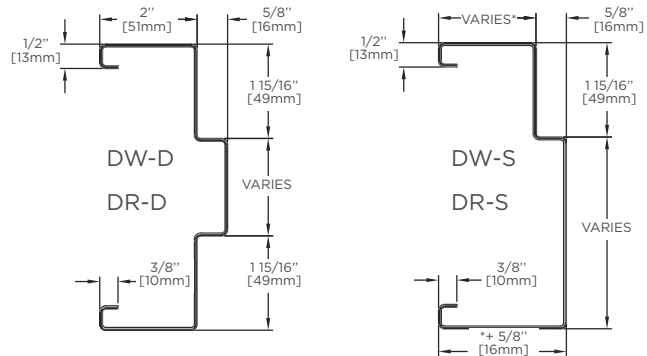 2’’
[51mm]
5/8’’
[16mm]
1/2’’
[13mm]
1 15/16’’
[49mm]
DW-D
DR-D
VARIES
3/8’’
[10mm]
1 15/16’’
[49mm]
VARIES*
5/8’’
[16mm]
1/2’’
[13mm]
1 15/16’’
[49mm]
DW-S
DR-S
VARIES
3/8’’
[10mm]
*+ 5/8’’
[16mm]